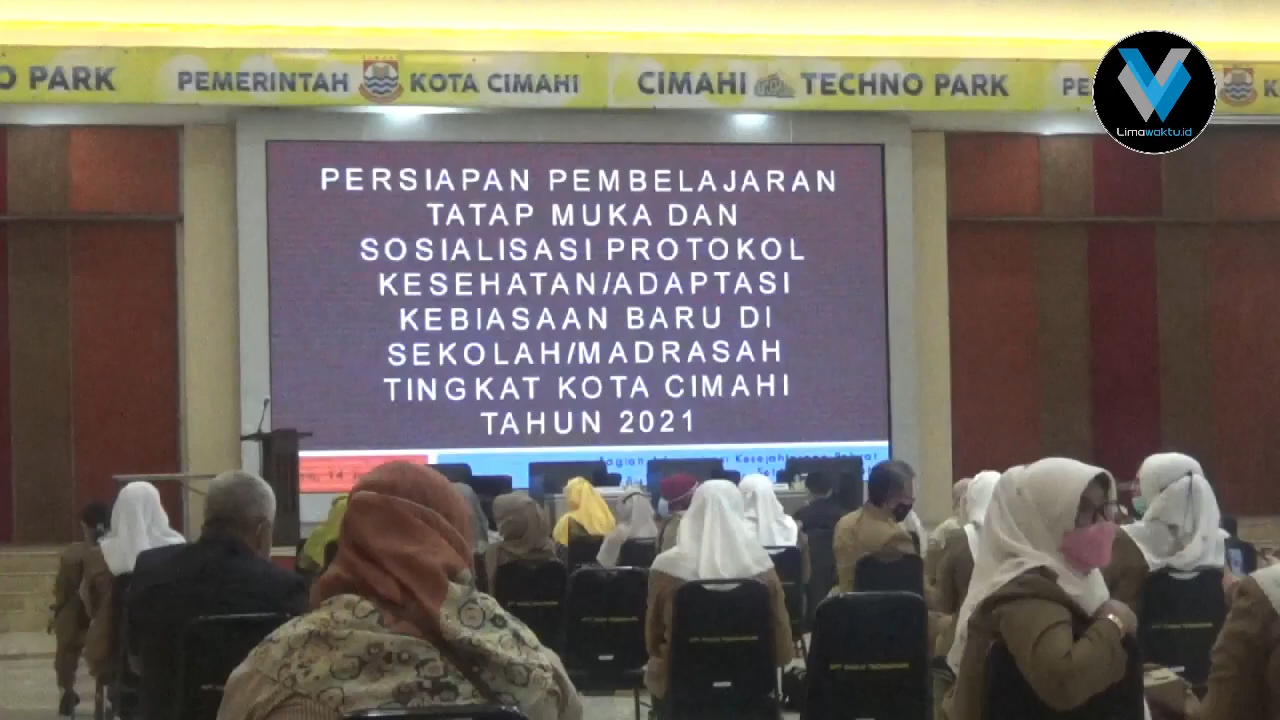 O PARK PEMERINTAH KOTA CIMAHI CIMAHI TECHNO PARK
Limawaktu.id
PERSIAPAN PEMBELAJARAN
TATAP MUKA DAN
SOSIALISASI PROTOKOL
KESEHATAN/ADAPTASI
KEBIASAAN BARU DI
SEKOLAH/MADRASAH
TINGKAT KOTA CIMAHI
TAHUN 2021